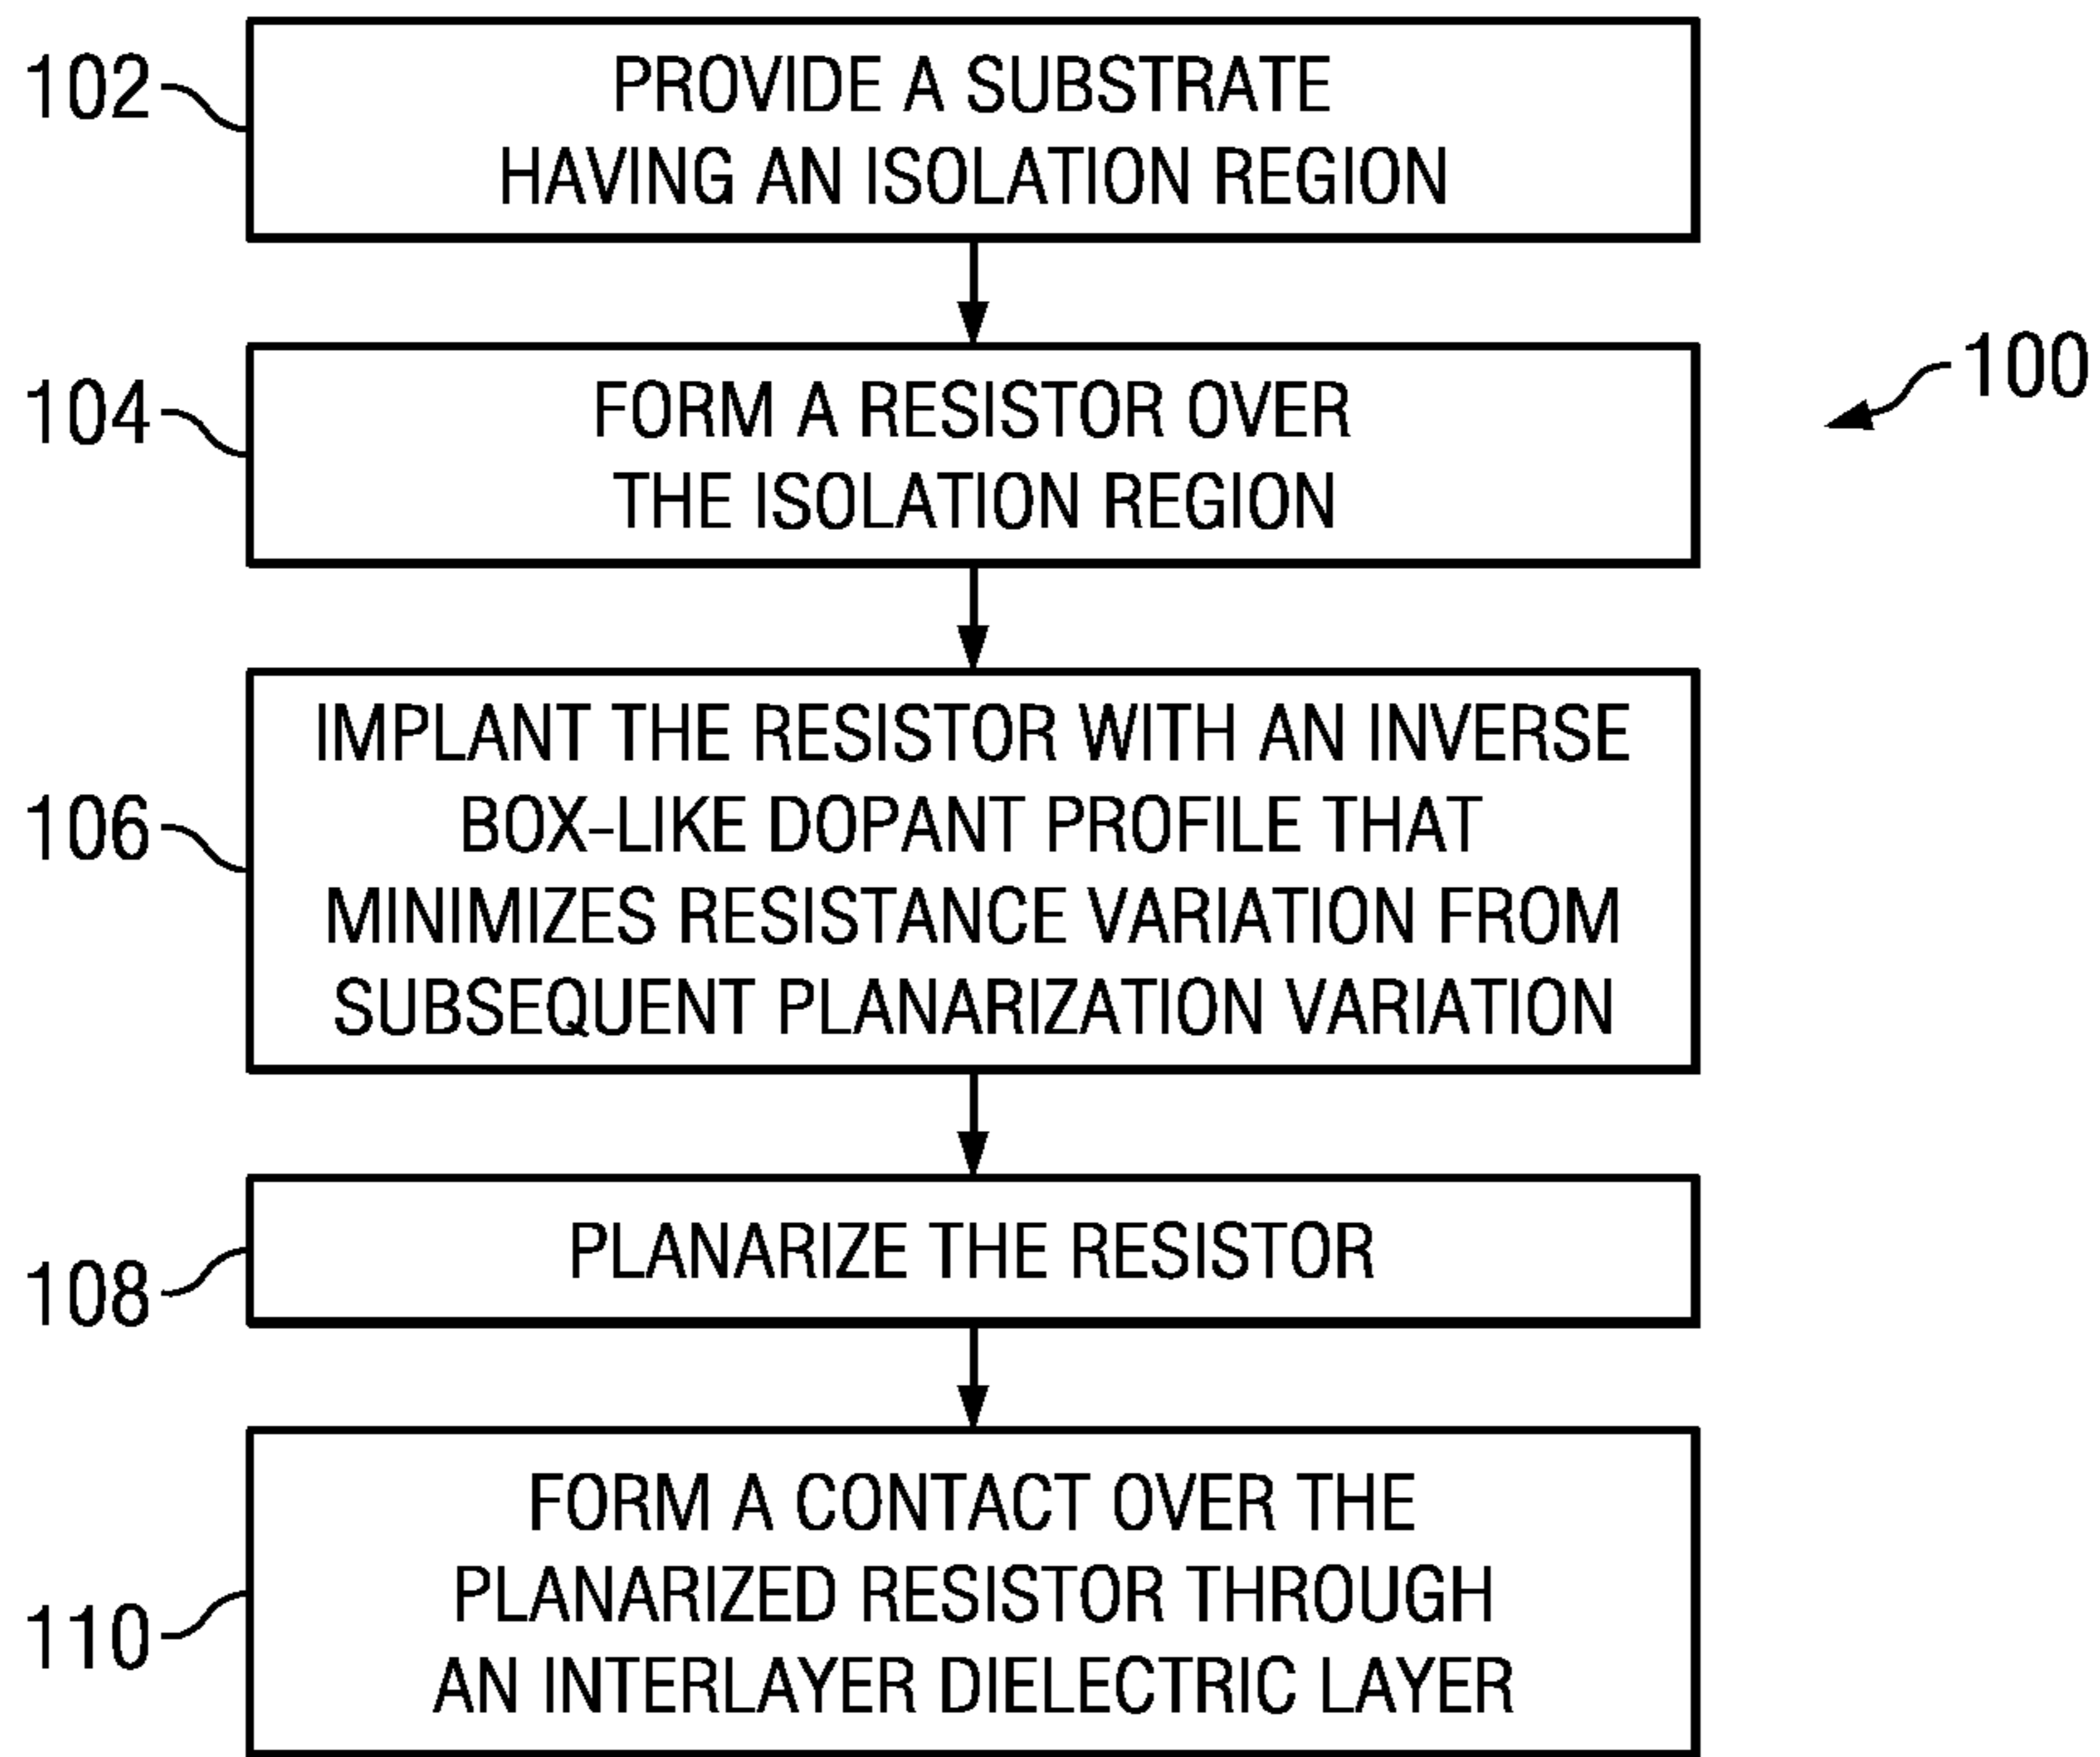 102
PROVIDE A SUBSTRATE
HAVING AN ISOLATION REGION
104
FORM A RESISTOR OVER
THE ISOLATION REGION
100
106
IMPLANT THE RESISTOR WITH AN INVERSE
BOX-LIKE DOPANT PROFILE THAT
MINIMIZES RESISTANCE VARIATION FROM
SUBSEQUENT PLANARIZATION VARIATION
108
PLANARIZE THE RESISTOR
110
FORM A CONTACT OVER THE
PLANARIZED RESISTOR THROUGH
AN INTERLAYER DIELECTRIC LAYER